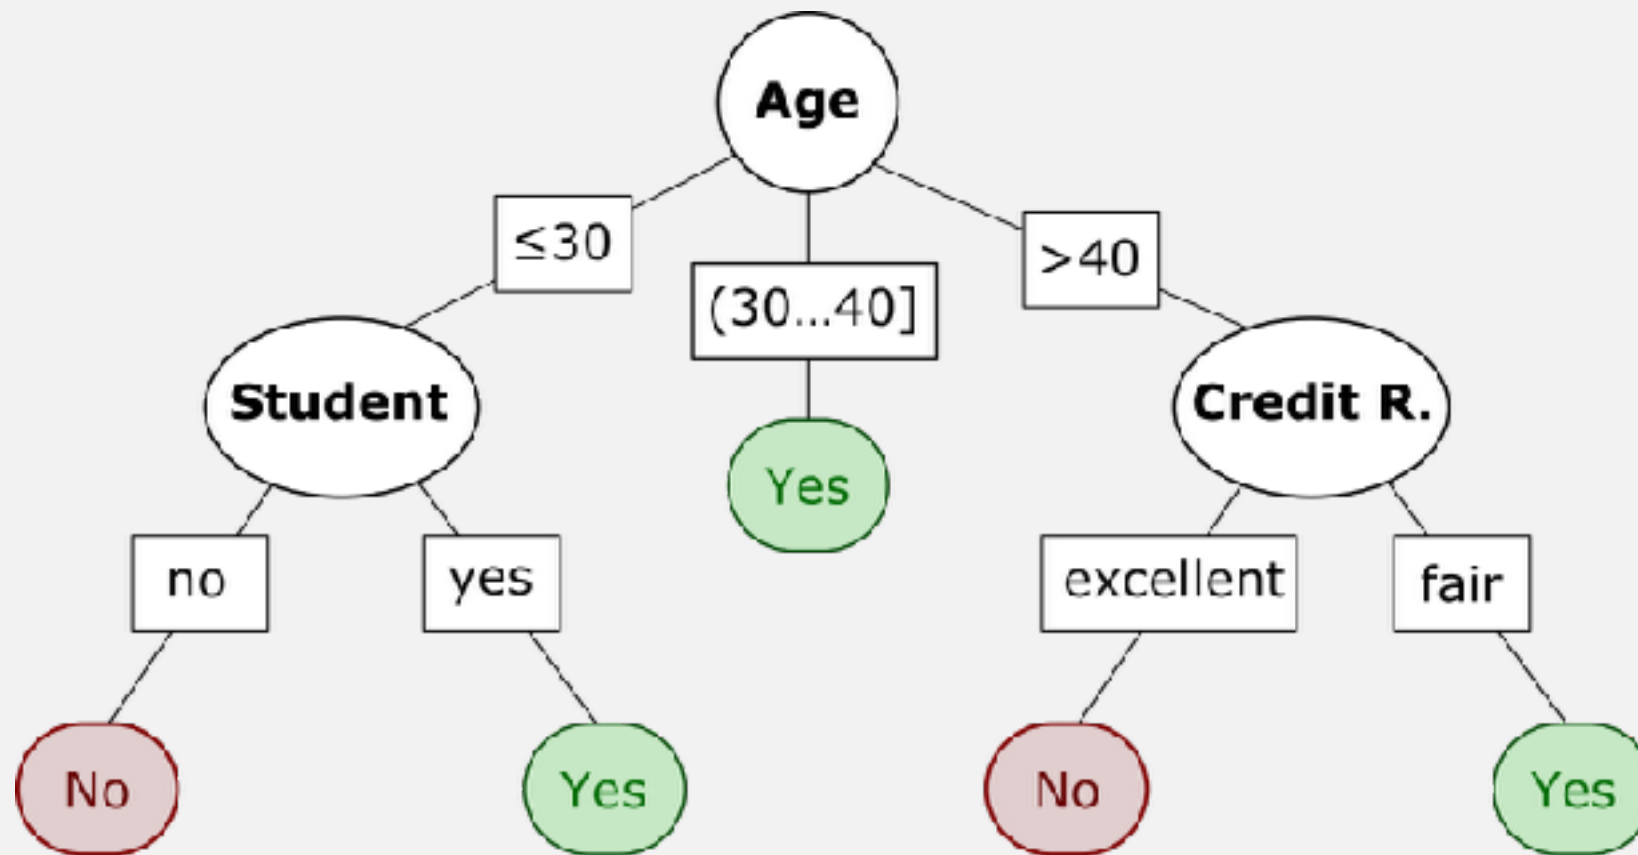 Age
≤30
(30...40]
>40
Student
Credit R.
Yes
no
yes
excellent
fair
No
Yes
No
Yes